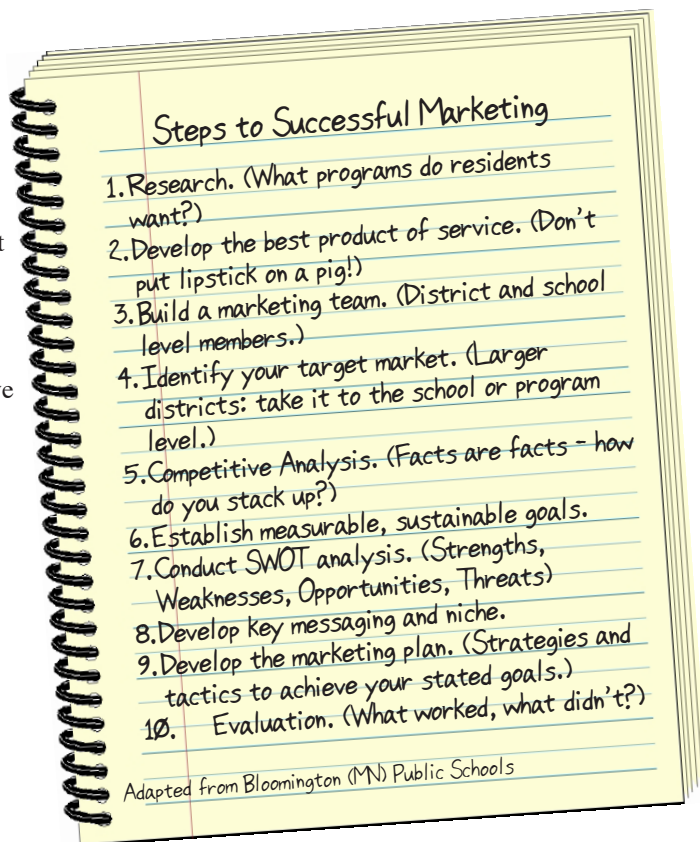 Steps to Successful Marketing
1. Research. (What programs do residents
want?)
2. Develop the best product of service. (Don't
put lipstick on a pig!)
3. Build a marketing team. (District and school
level members.)
4. Identify your target market. (Larger
districts: take it to the school or program
level.)
5. Competitive Analysis. (Facts are facts - how
do you stack up?)
6. Establish measurable, sustainable goals.
7. Conduct SWOT analysis. (Strengths,
Weaknesses, Opportunities, Threats)
8. Develop key messaging and niche.
9. Develop the marketing plan. (Strategies and
tactics to achieve your stated goals.)
10. Evaluation. (What worked, what didn't?)
Adapted from Bloomington (MN) Public Schools